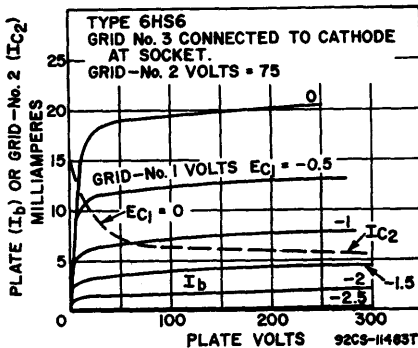 TYPE 6HS6
GRID No. 3 CONNECTED TO CATHODE
AT SOCKET.
GRID-No. 2 VOLTS = 75
PLATE (Ib) OR GRID-No. 2 (IC2)
MILLIAMPERES
25
20
15
10
5
0
0
GRID-No. 1 VOLTS EC1 = -0.5
EC1 = 0
-1
IC2
-1.5
Ib
-2
-2.5
0
100
200
300
PLATE VOLTS
92CS-11483T